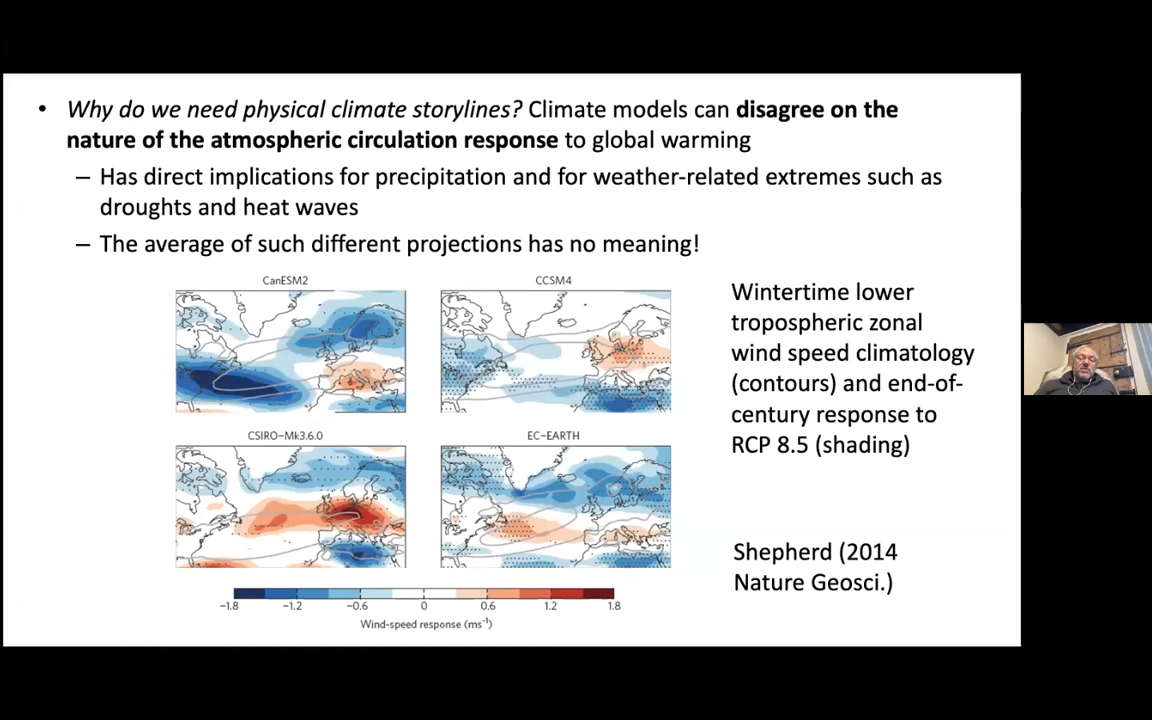 • Why do we need physical climate storylines? Climate models can disagree on the
nature of the atmospheric circulation response to global warming
– Has direct implications for precipitation and for weather-related extremes such as
droughts and heat waves
– The average of such different projections has no meaning!
CanESM2
CCSM4
CSIRO–Mk3.6.0
EC–EARTH
−1.8 −1.2 −0.6 0 0.6 1.2 1.8
Wind-speed response (ms⁻¹)
Wintertime lower
tropospheric zonal
wind speed climatology
(contours) and end-of-
century response to
RCP 8.5 (shading)
Shepherd (2014
Nature Geosci.)